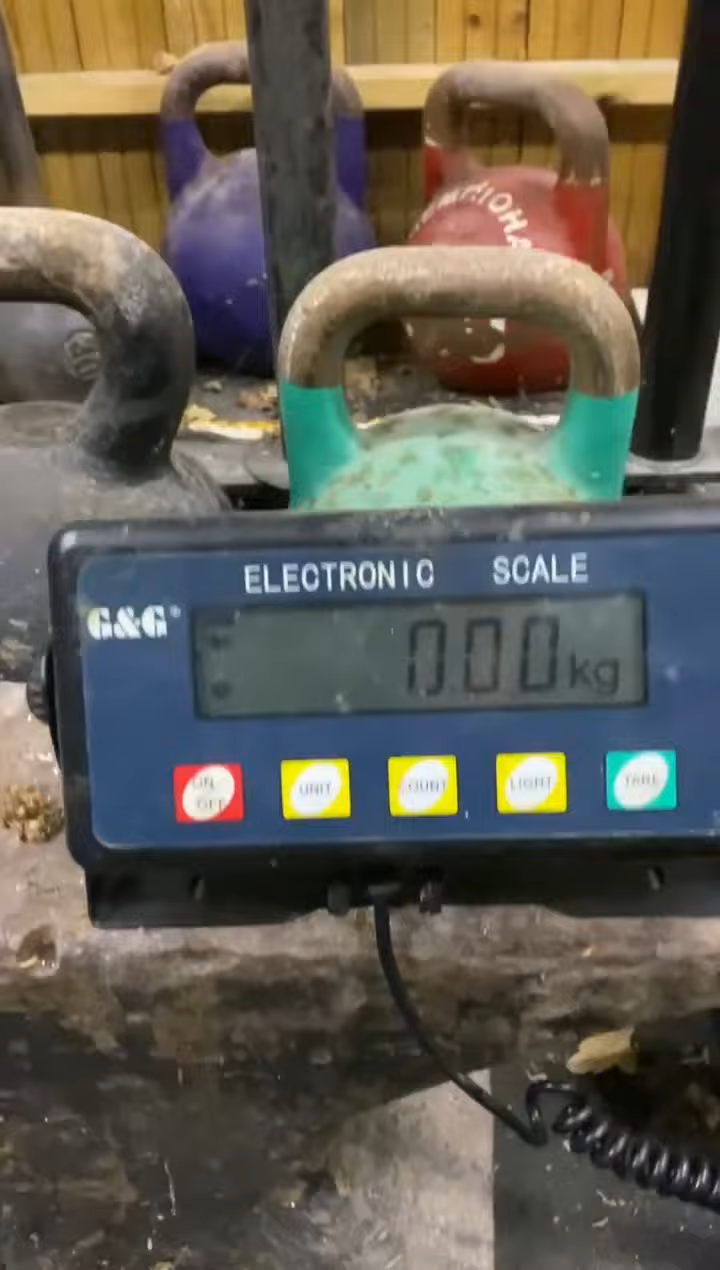 ELECTRONIC SCALE
G&G®
0.00 kg
ON
OFF
UNIT
COUNT
LIGHT
TARE